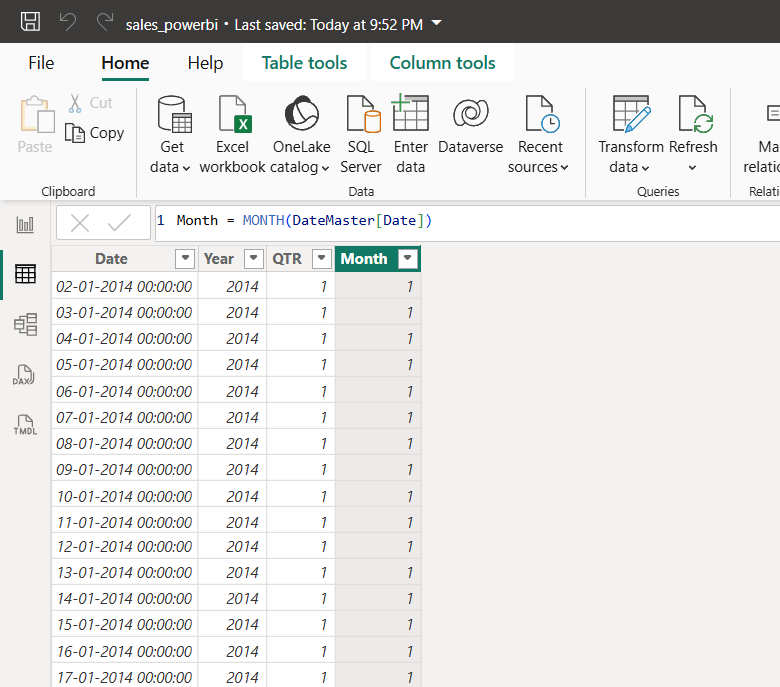 sales_powerbi • Last saved: Today at 9:52 PM
File Home Help Table tools Column tools
Paste Cut Copy
Get data Excel workbook OneLake catalog SQL Server Enter data Dataverse Recent sources Transform data Refresh Ma relatio
Clipboard Data Queries Relati
1 Month = MONTH(DateMaster[Date])
Date Year QTR Month
02-01-2014 00:00:00 2014 1 1
03-01-2014 00:00:00 2014 1 1
04-01-2014 00:00:00 2014 1 1
05-01-2014 00:00:00 2014 1 1
06-01-2014 00:00:00 2014 1 1
07-01-2014 00:00:00 2014 1 1
08-01-2014 00:00:00 2014 1 1
09-01-2014 00:00:00 2014 1 1
10-01-2014 00:00:00 2014 1 1
11-01-2014 00:00:00 2014 1 1
12-01-2014 00:00:00 2014 1 1
13-01-2014 00:00:00 2014 1 1
14-01-2014 00:00:00 2014 1 1
15-01-2014 00:00:00 2014 1 1
16-01-2014 00:00:00 2014 1 1
17-01-2014 00:00:00 2014 1 1
DAX
TMDL